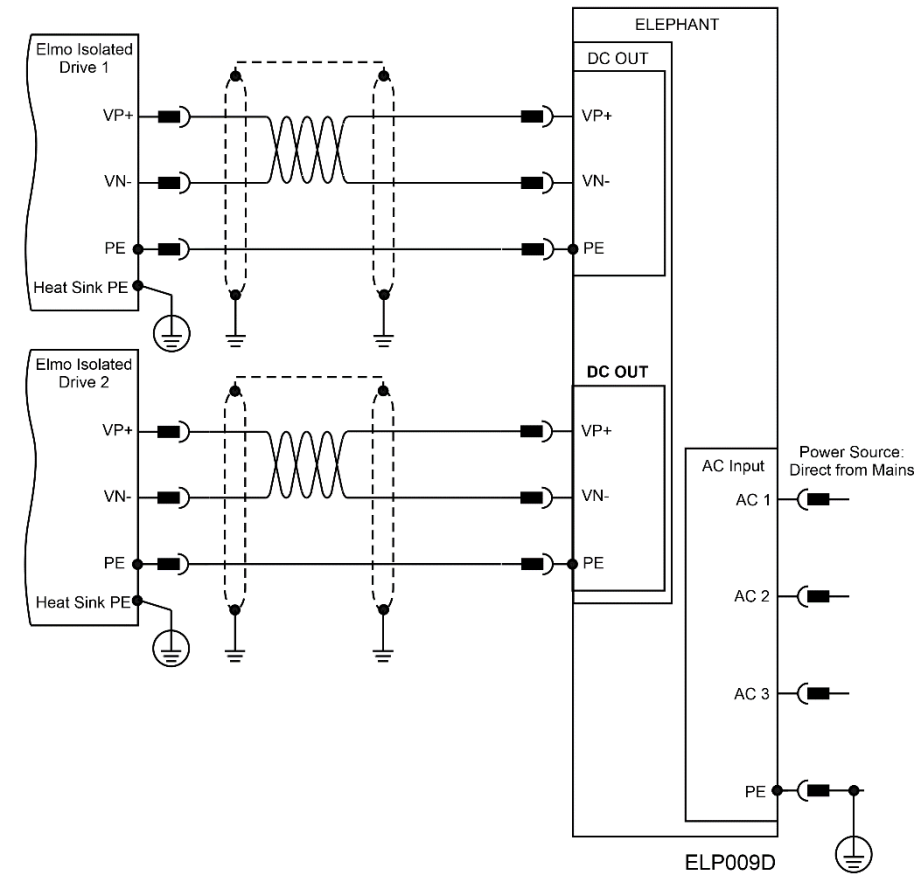 ELEPHANT
Elmo Isolated
Drive 1
VP+
VN-
PE
Heat Sink PE
DC OUT
VP+
VN-
PE
Elmo Isolated
Drive 2
VP+
VN-
PE
Heat Sink PE
DC OUT
VP+
VN-
PE
AC Input
AC 1
AC 2
AC 3
PE
Power Source:
Direct from Mains
ELP009D